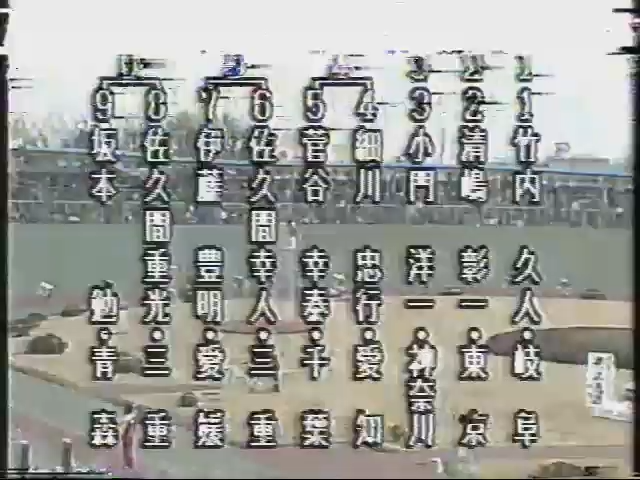 1 竹内 久人・岐阜
2 清嶋 彰一・東京
3 小門 洋一・神奈川
4 細川 忠行・愛知
5 菅谷 幸泰・千葉
6 佐久間幸人・三重
7 伊藤 豊明・愛媛
8 佐久間重光・三重
9 坂本 勉・青森